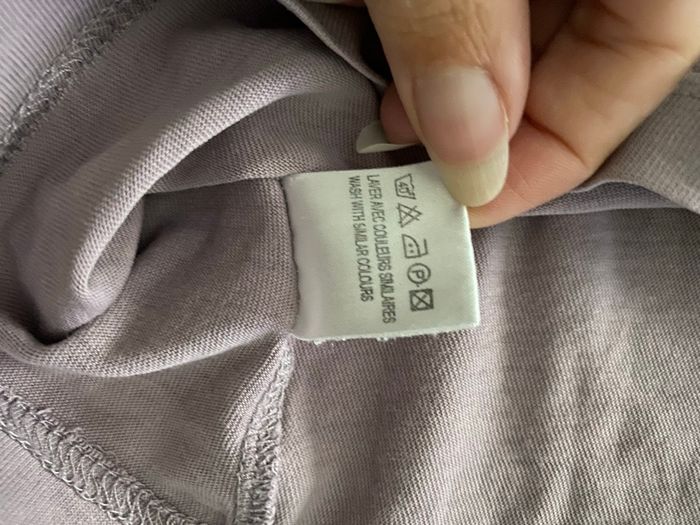 P
LAVER AVEC COULEURS SIMILAIRES
WASH WITH SIMILAR COLOURS